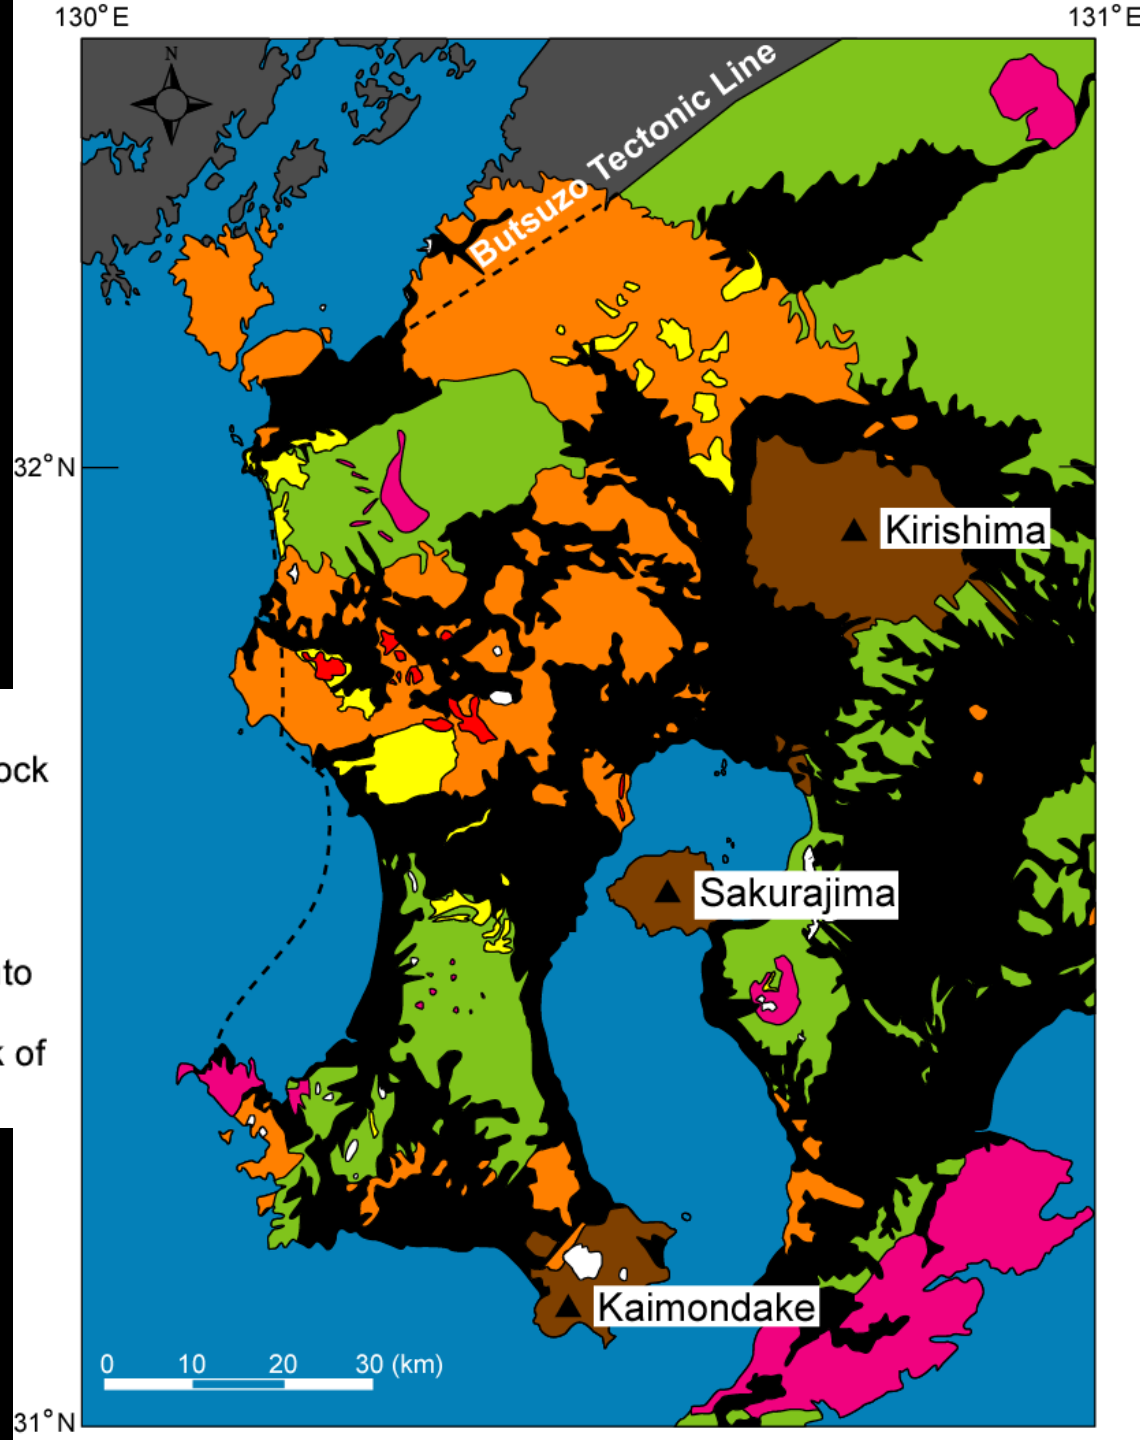 130°E
131°E
N
Butsuzo Tectonic Line
32°N
Kirishima
ock
Sakurajima
to
of
Kaimondake
0 10 20 30 (km)
31°N